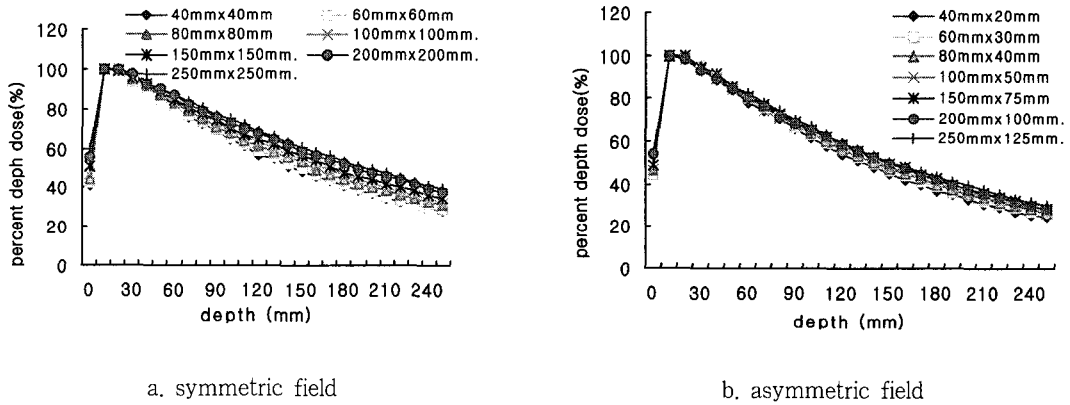 40mmx40mm
60mmx60mm
80mmx80mm
100mmx100mm.
150mmx150mm.
200mmx200mm.
250mmx250mm.
percent depth dose(%)
120
100
80
60
40
20
0
0 30 60 90 120 150 180 210 240
depth (mm)
a. symmetric field
40mmx20mm
60mmx30mm
80mmx40mm
100mmx50mm
150mmx75mm
200mmx100mm.
250mmx125mm.
percent depth dose(%)
120
100
80
60
40
20
0
0 30 60 90 120 150 180 210 240
depth (mm)
b. asymmetric field